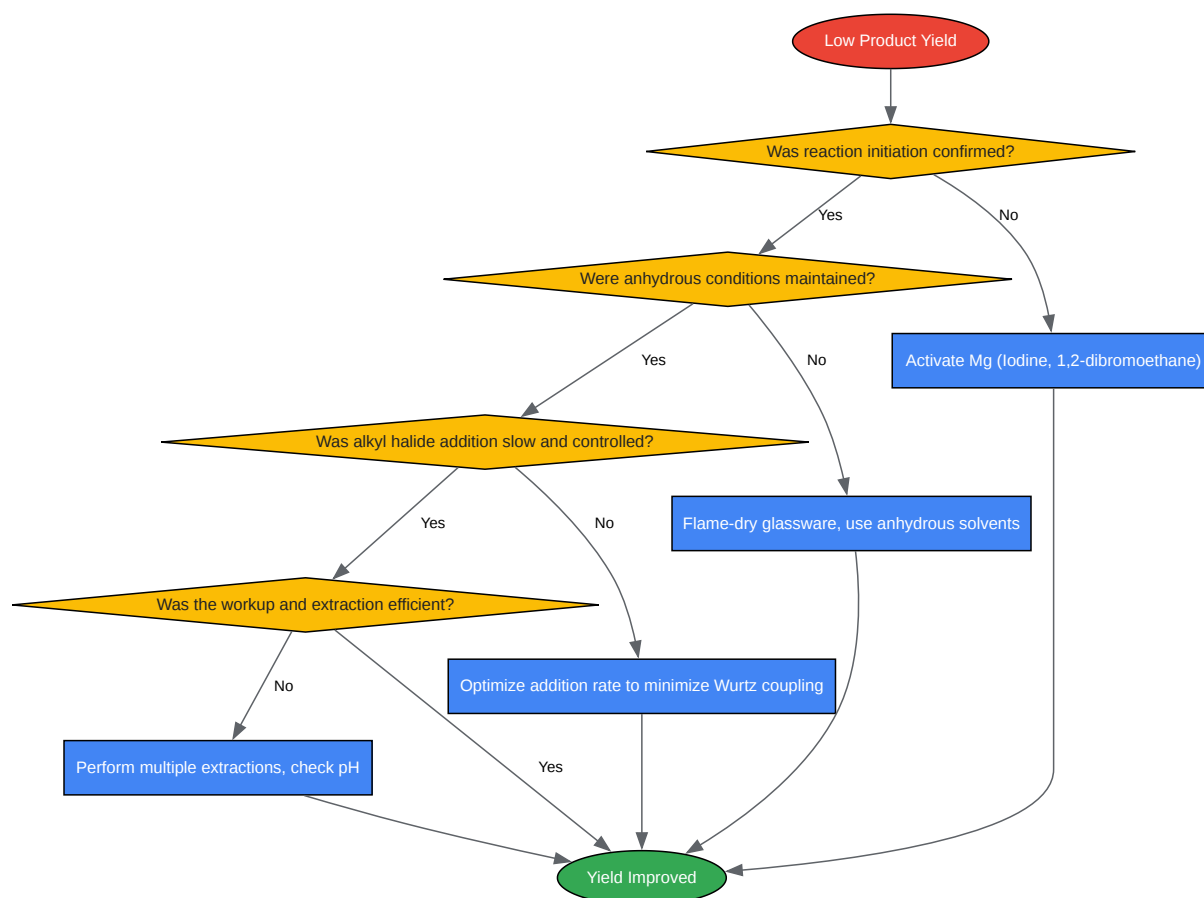 Low Product Yield
Was reaction initiation confirmed?
Yes
No
Were anhydrous conditions maintained?
Yes
No
Activate Mg (Iodine, 1,2-dibromoethane)
Was alkyl halide addition slow and controlled?
Yes
No
Flame-dry glassware, use anhydrous solvents
Was the workup and extraction efficient?
No
Optimize addition rate to minimize Wurtz coupling
Yes
Perform multiple extractions, check pH
Yield Improved